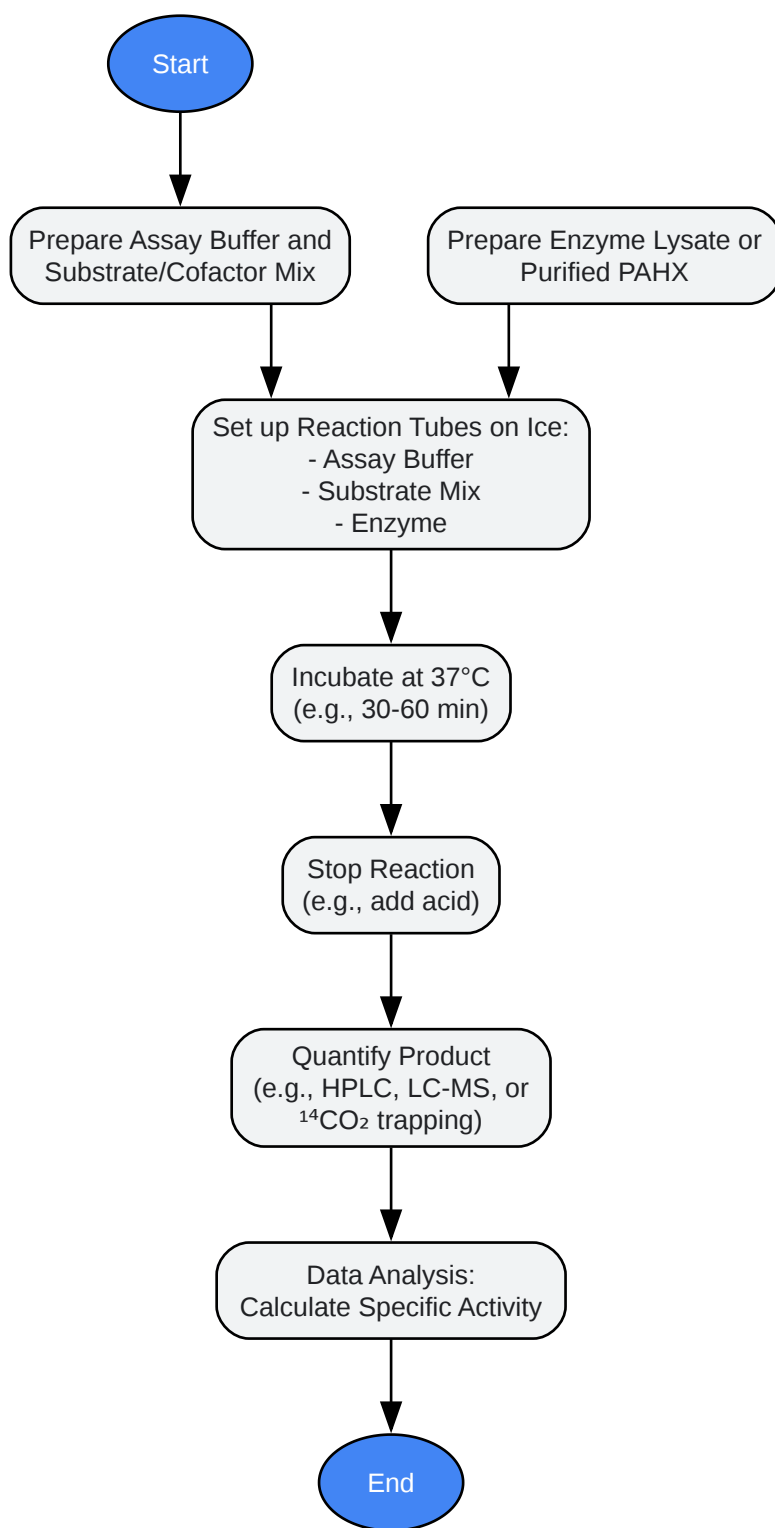 Start
Prepare Assay Buffer and
Substrate/Cofactor Mix
Prepare Enzyme Lysate or
Purified PAHX
Set up Reaction Tubes on Ice:
- Assay Buffer
- Substrate Mix
- Enzyme
Incubate at 37°C
(e.g., 30-60 min)
Stop Reaction
(e.g., add acid)
Quantify Product
(e.g., HPLC, LC-MS, or
¹⁴CO₂ trapping)
Data Analysis:
Calculate Specific Activity
End